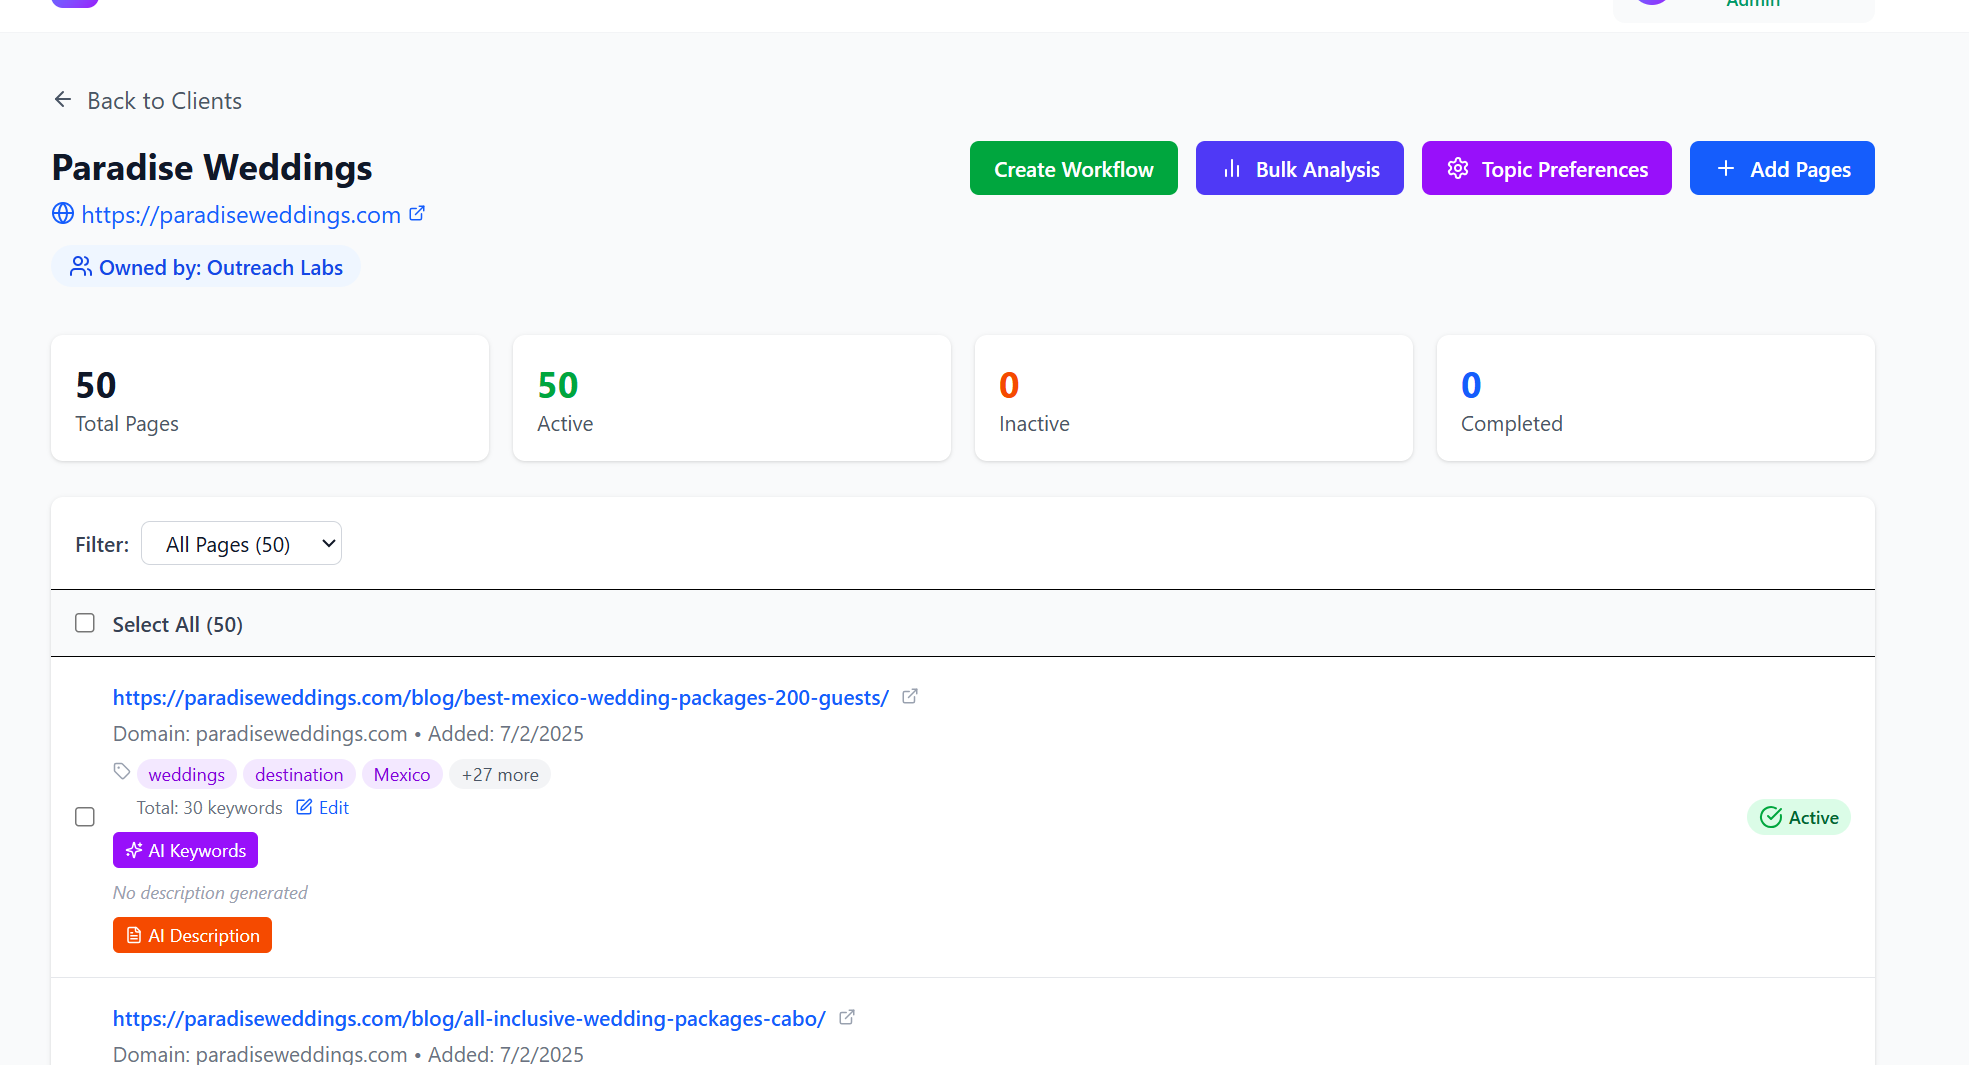 Admin
Back to Clients
Paradise Weddings
Create Workflow
Bulk Analysis
Topic Preferences
Add Pages
https://paradiseweddings.com
Owned by: Outreach Labs
50
Total Pages
50
Active
0
Inactive
0
Completed
Filter:
All Pages (50)
Select All (50)
https://paradiseweddings.com/blog/best-mexico-wedding-packages-200-guests/
Domain: paradiseweddings.com • Added: 7/2/2025
weddings
destination
Mexico
+27 more
Total: 30 keywords
Edit
Active
AI Keywords
No description generated
AI Description
https://paradiseweddings.com/blog/all-inclusive-wedding-packages-cabo/
Domain: paradiseweddings.com • Added: 7/2/2025